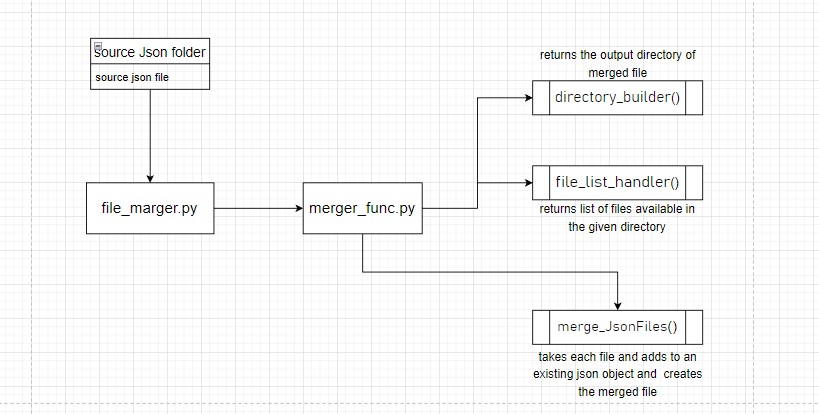 source Json folder
source json file
file_marger.py
merger_func.py
returns the output directory of
merged file
directory_builder()
file_list_handler()
returns list of files available in
the given directory
merge_JsonFiles()
takes each file and adds to an
existing json object and creates
the merged file